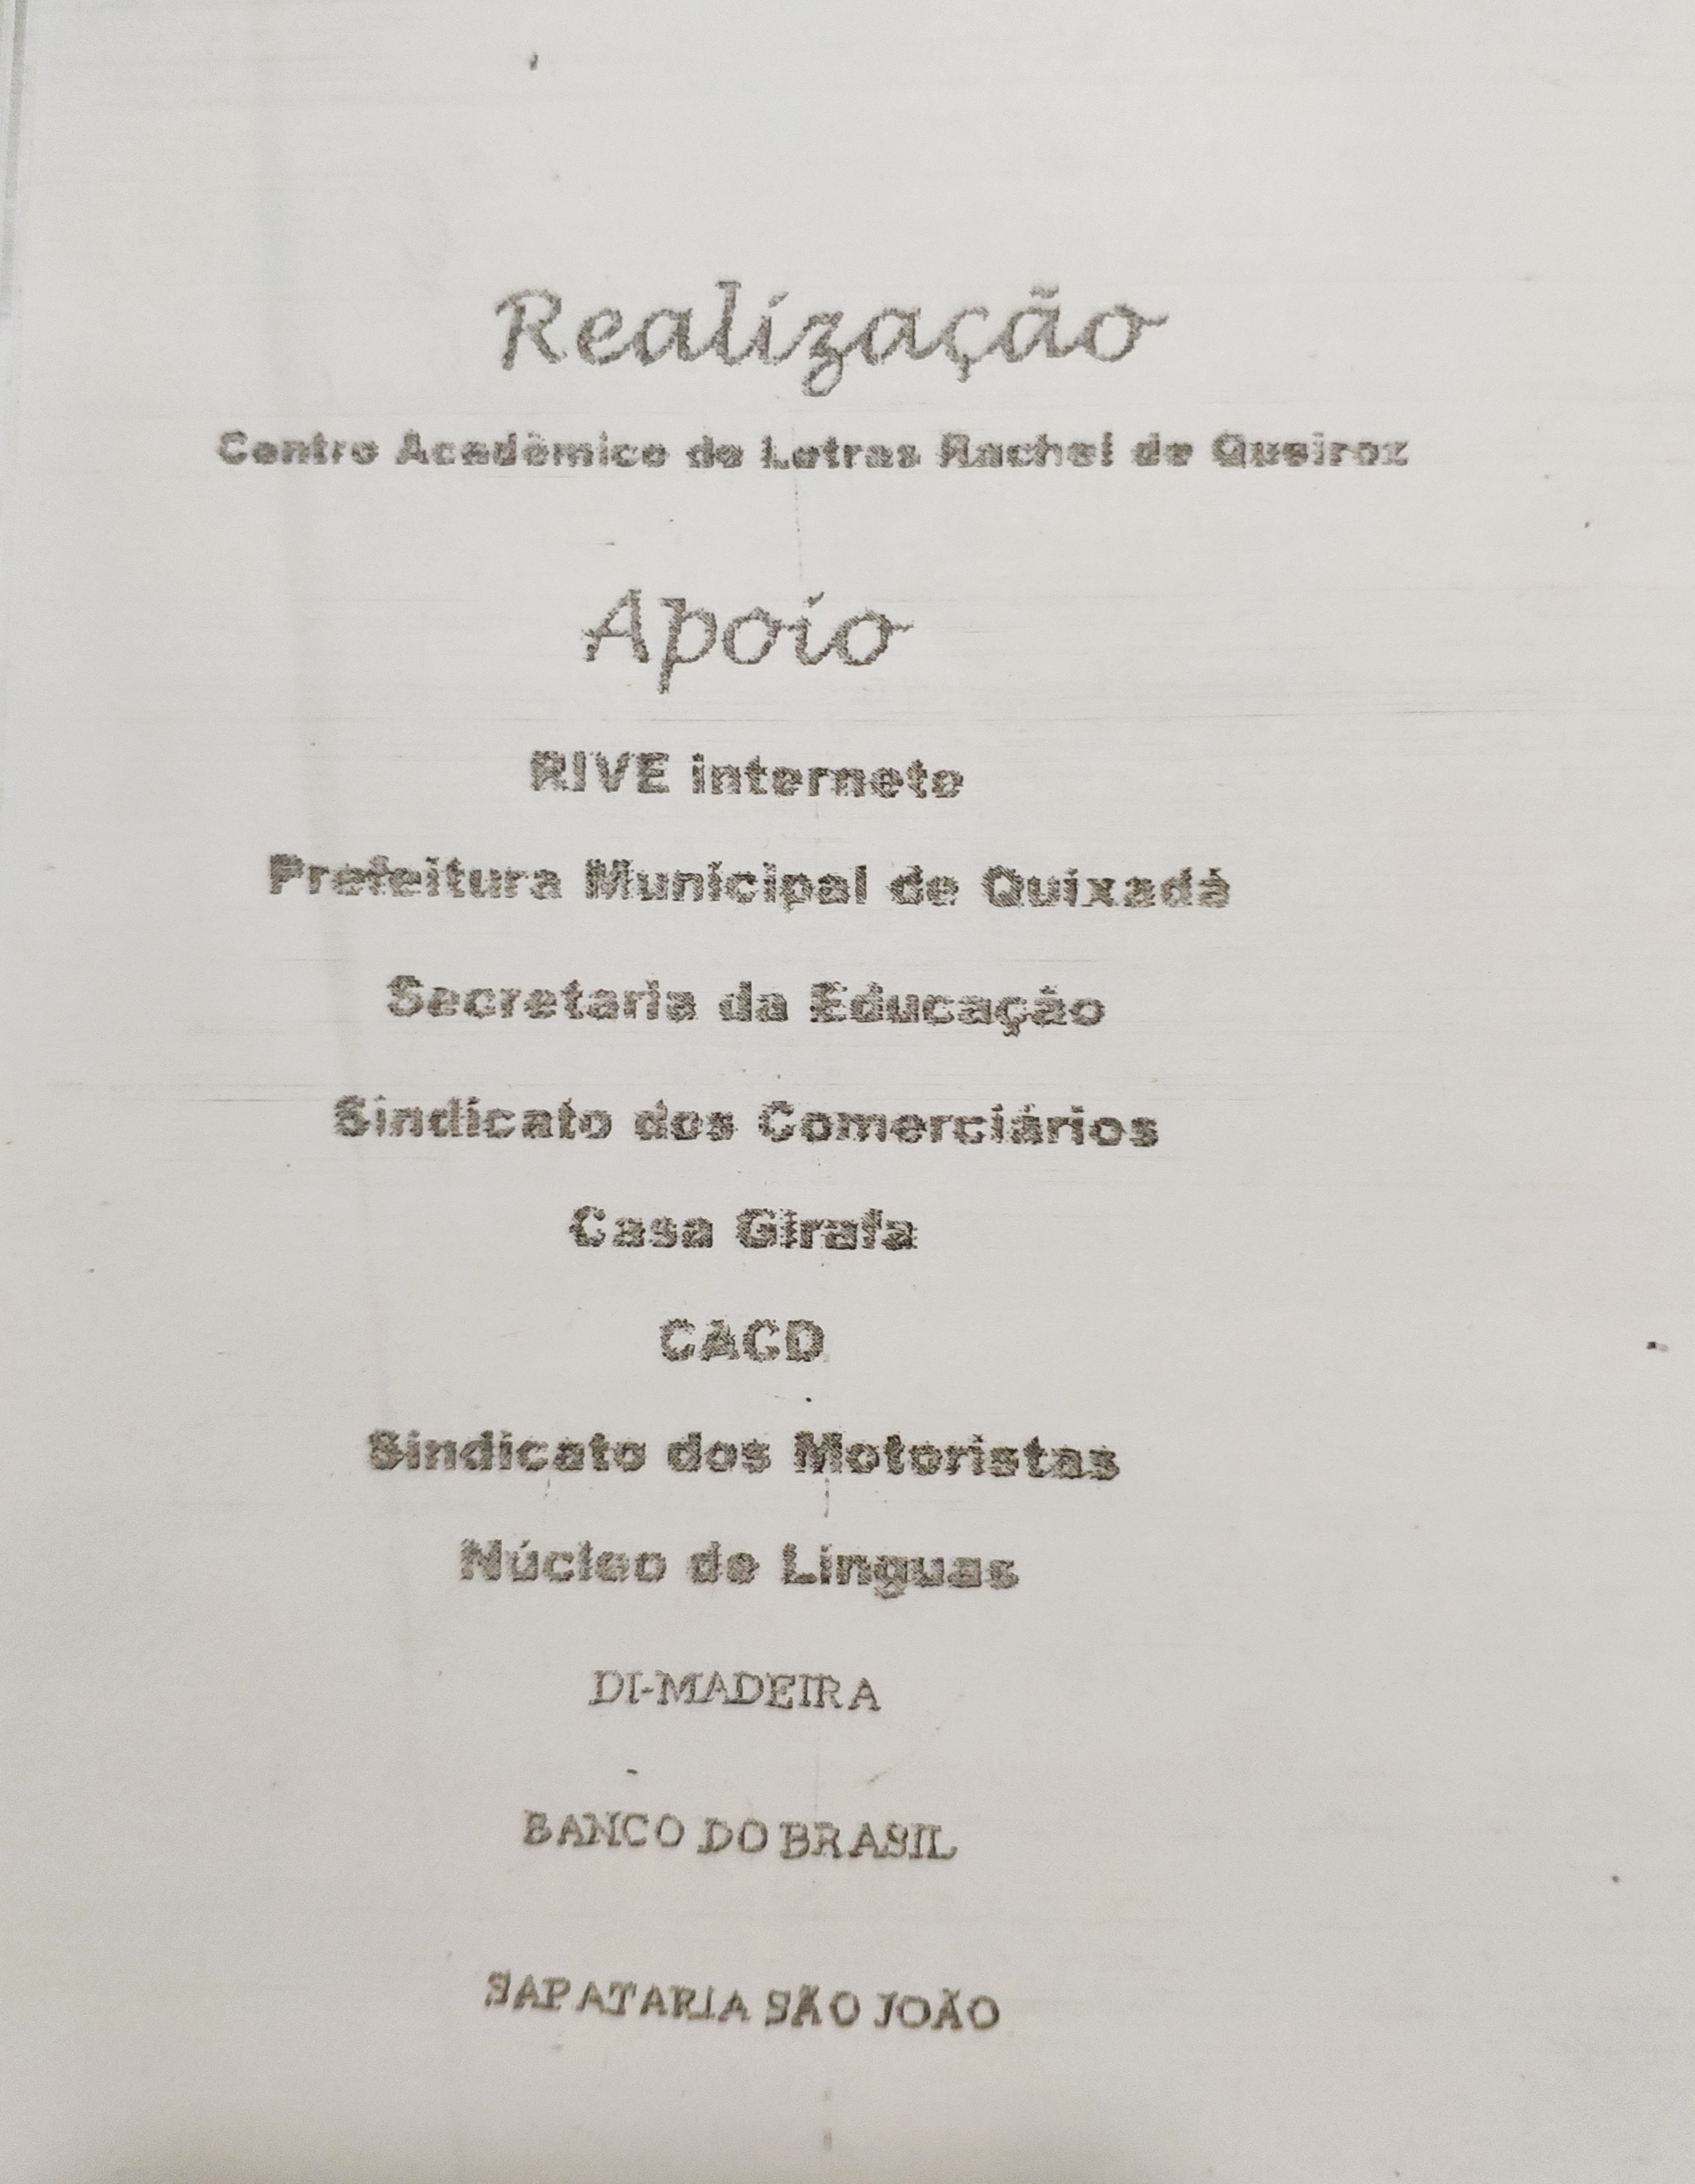 Realização
Centro Acadêmico de Letras Rachel de Queiroz
Apoio
RIVE internete
Prefeitura Municipal de Quixadá
Secretaria da Educação
Sindicato dos Comerciários
Casa Girafa
CACD
Sindicato dos Motoristas
Núcleo de Linguas
DI-MADEIRA
BANCO DO BRASIL
SAPATARIA SÃO JOÃO